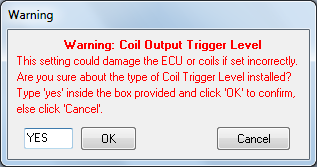 Warning
Warning: Coil Output Trigger Level
This setting could damage the ECU or coils if set incorrectly.
Are you sure about the type of Coil Trigger Level installed?
Type 'yes' inside the box provided and click 'OK' to confirm,
else click 'Cancel'.
YES OK Cancel